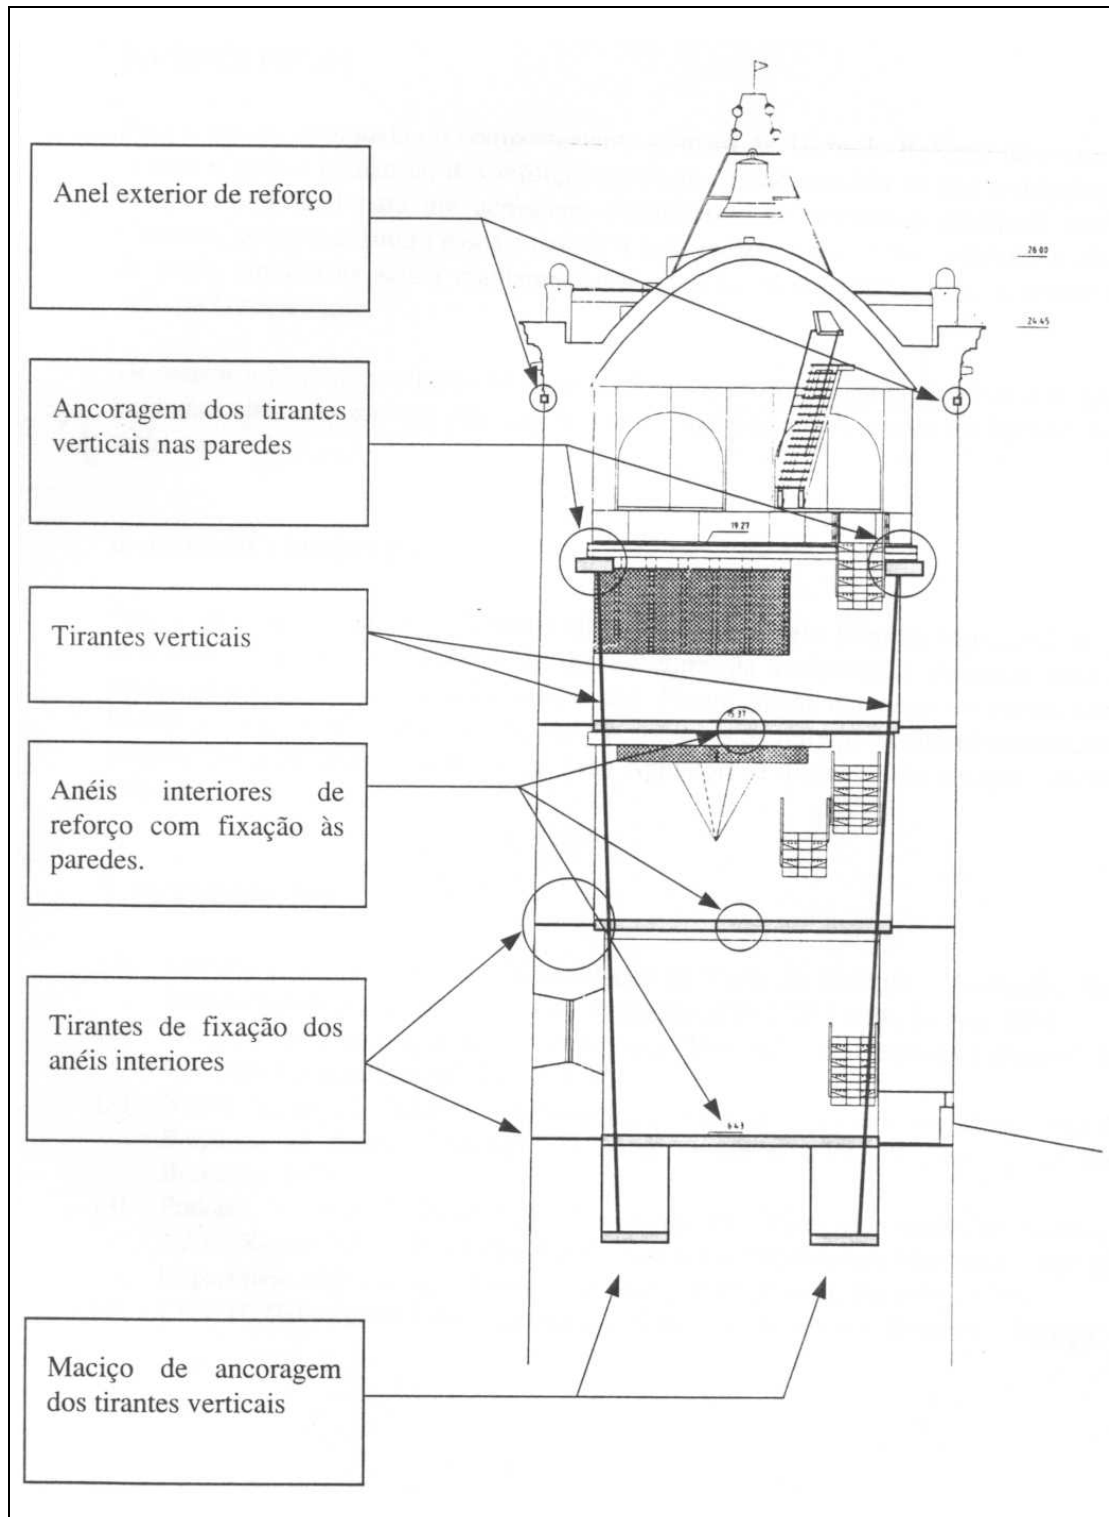 Anel exterior de reforço
26.00
24.45
Ancoragem dos tirantes
verticais nas paredes
19.27
Tirantes verticais
15.37
Anéis interiores de
reforço com fixação às
paredes.
Tirantes de fixação dos
anéis interiores
6.43
Maciço de ancoragem
dos tirantes verticais